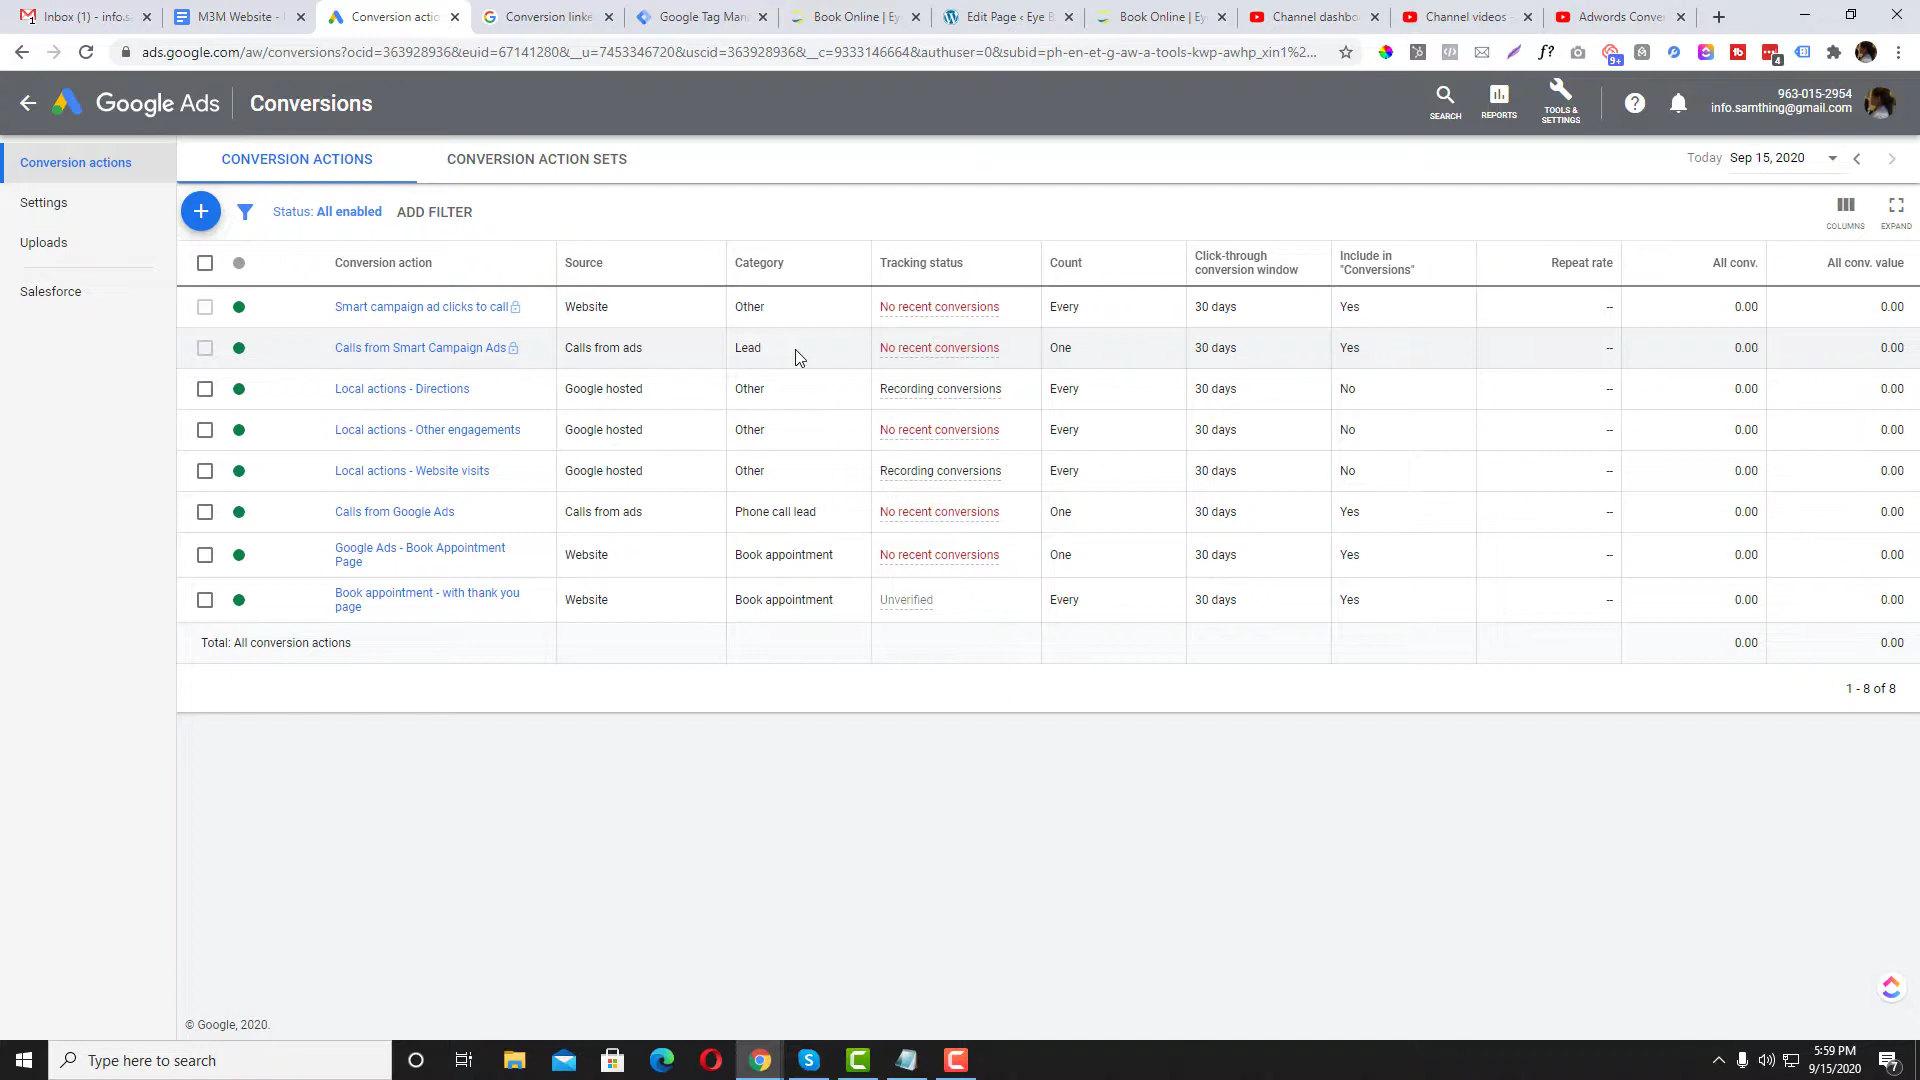 Inbox (1) - info.s
M3M Website -
Conversion actio
Conversion linke
Google Tag Man
Book Online | Ey
Edit Page ‹ Eye B
Book Online | Ey
Channel dashbo
Channel videos -
Adwords Conve
ads.google.com/aw/conversions?ocid=363928936&euid=67141280&__u=7453346720&uscid=363928936&__c=9333146664&authuser=0&subid=ph-en-et-g-aw-a-tools-kwp-awhp_xin1%2...
f?
9+
4
Google Ads
Conversions
SEARCH
REPORTS
TOOLS & SETTINGS
963-015-2954
info.samthing@gmail.com
Conversion actions
Settings
Uploads
Salesforce
CONVERSION ACTIONS
CONVERSION ACTION SETS
Today Sep 15, 2020
Status: All enabled
ADD FILTER
COLUMNS
EXPAND
Conversion action Source Category Tracking status Count Click-through conversion window Include in "Conversions" Repeat rate All conv. All conv. value
Smart campaign ad clicks to call Website Other No recent conversions Every 30 days Yes -- 0.00 0.00
Calls from Smart Campaign Ads Calls from ads Lead No recent conversions One 30 days Yes -- 0.00 0.00
Local actions - Directions Google hosted Other Recording conversions Every 30 days No -- 0.00 0.00
Local actions - Other engagements Google hosted Other No recent conversions Every 30 days No -- 0.00 0.00
Local actions - Website visits Google hosted Other Recording conversions Every 30 days No -- 0.00 0.00
Calls from Google Ads Calls from ads Phone call lead No recent conversions One 30 days Yes -- 0.00 0.00
Google Ads - Book Appointment Page Website Book appointment No recent conversions One 30 days Yes -- 0.00 0.00
Book appointment - with thank you page Website Book appointment Unverified Every 30 days Yes -- 0.00 0.00
Total: All conversion actions 0.00 0.00
1 - 8 of 8
© Google, 2020.
Type here to search
5:59 PM
9/15/2020
7